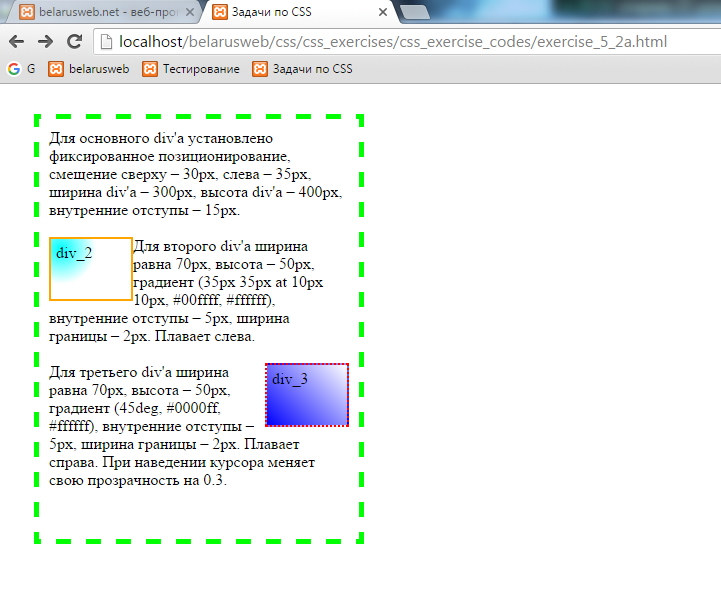 belarusweb.net - веб-про
Задачи по CSS
localhost/belarusweb/css/css_exercises/css_exercise_codes/exercise_5_2a.html
G belarusweb Тестирование Задачи по CSS
Для основного div'a установлено
фиксированное позиционирование,
смещение сверху – 30px, слева – 35px,
ширина div'a – 300px, высота div'a – 400px,
внутренние отступы – 15px.
div_2
Для второго div'a ширина
равна 70px, высота – 50px,
градиент (35px 35px at 10px
10px, #00ffff, #ffffff),
внутренние отступы – 5px, ширина
границы – 2px. Плавает слева.
Для третьего div'a ширина
равна 70px, высота – 50px,
градиент (45deg, #0000ff,
#ffffff), внутренние отступы –
5px, ширина границы – 2px. Плавает
справа. При наведении курсора меняет
свою прозрачность на 0.3.
div_3